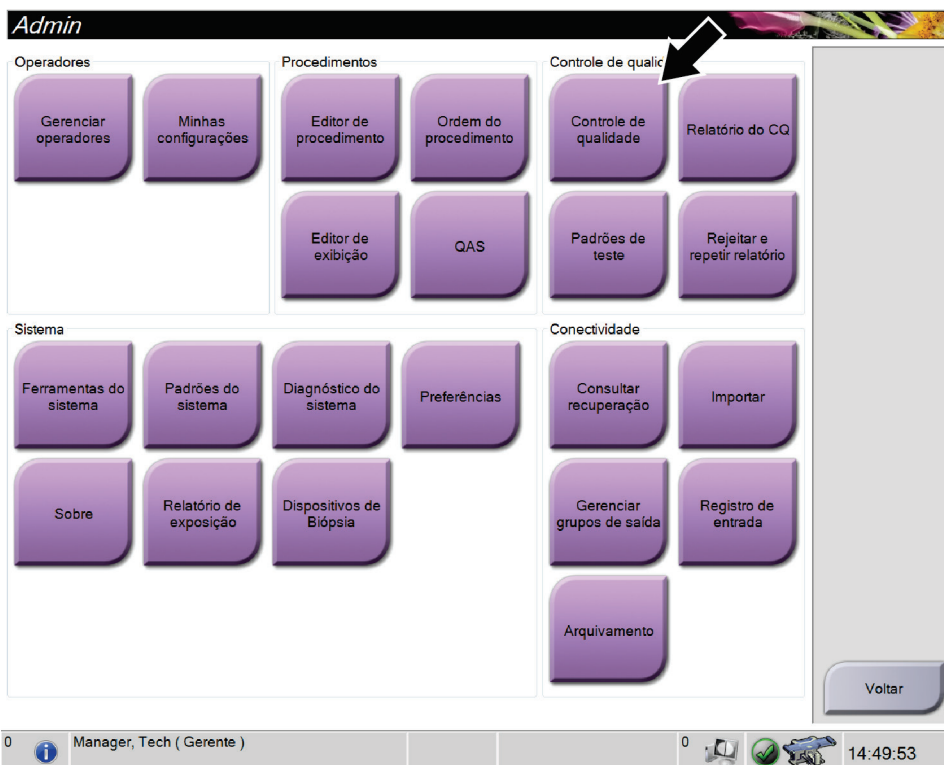 Admin
Operadores
Gerenciar
operadores
Minhas
configurações
Procedimentos
Editor de
procedimento
Ordem do
procedimento
Editor de
exibição
QAS
Controle de qualid
Controle de
qualidade
Relatório do CQ
Padrões de
teste
Rejeitar e
repetir relatório
Sistema
Ferramentas do
sistema
Padrões do
sistema
Diagnóstico do
sistema
Preferências
Sobre
Relatório de
exposição
Dispositivos de
Biópsia
Conectividade
Consultar
recuperação
Importar
Gerenciar
grupos de saída
Registro de
entrada
Arquivamento
Voltar
0
Manager, Tech ( Gerente )
0
14:49:53